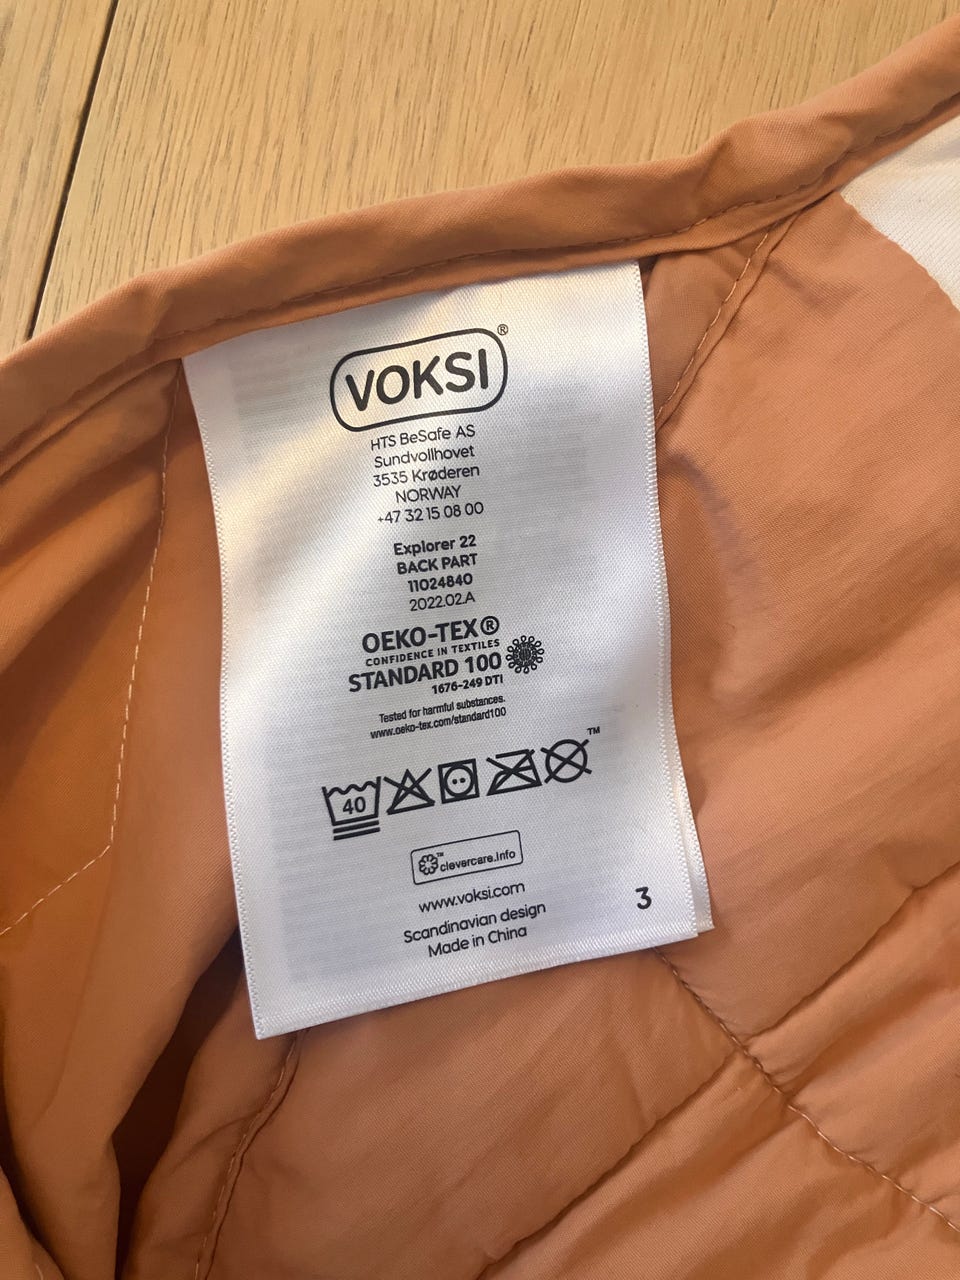 VOKSI®
HTS BeSafe AS
Sundvollhovet
3535 Krøderen
NORWAY
+47 32 15 08 00
Explorer 22
BACK PART
11024840
2022.02.A
OEKO-TEX®
CONFIDENCE IN TEXTILES
STANDARD 100
1676-249 DTI
Tested for harmful substances.
www.oeko-tex.com/standard100
40 ™
™ clevercare.info
www.voksi.com
Scandinavian design
Made in China
3